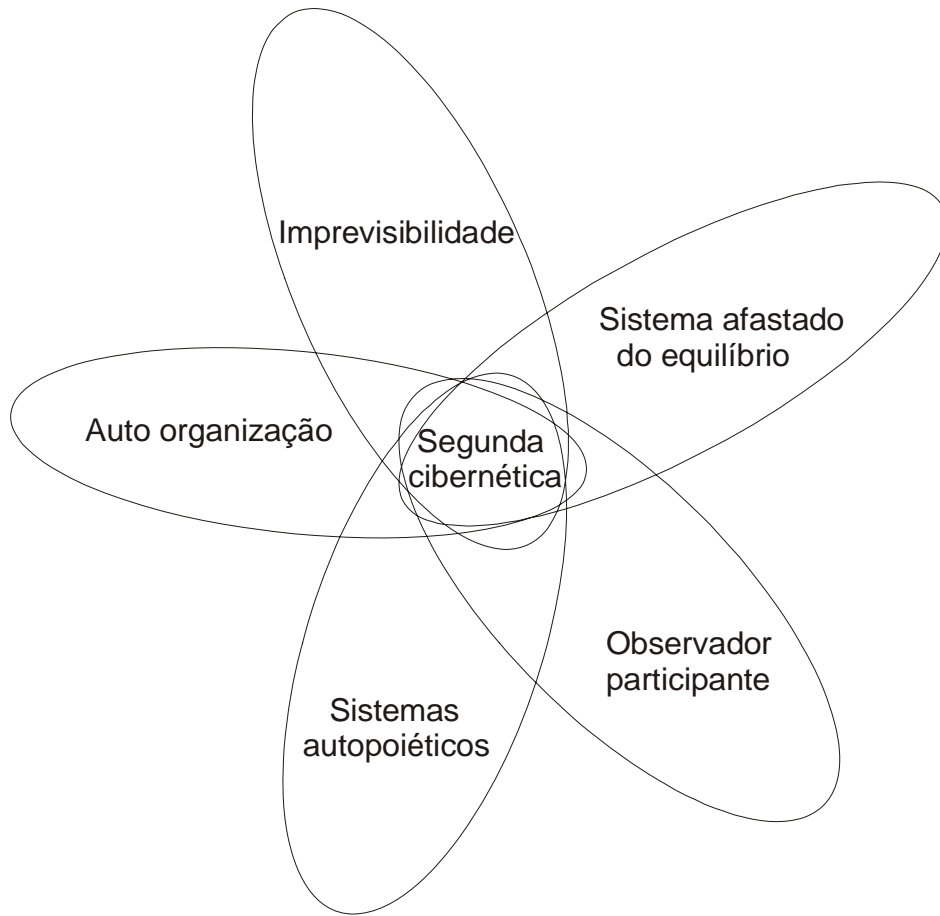 Imprevisibilidade
Sistema afastado
do equilíbrio
Auto organização
Segunda
cibernética
Observador
participante
Sistemas
autopoiéticos